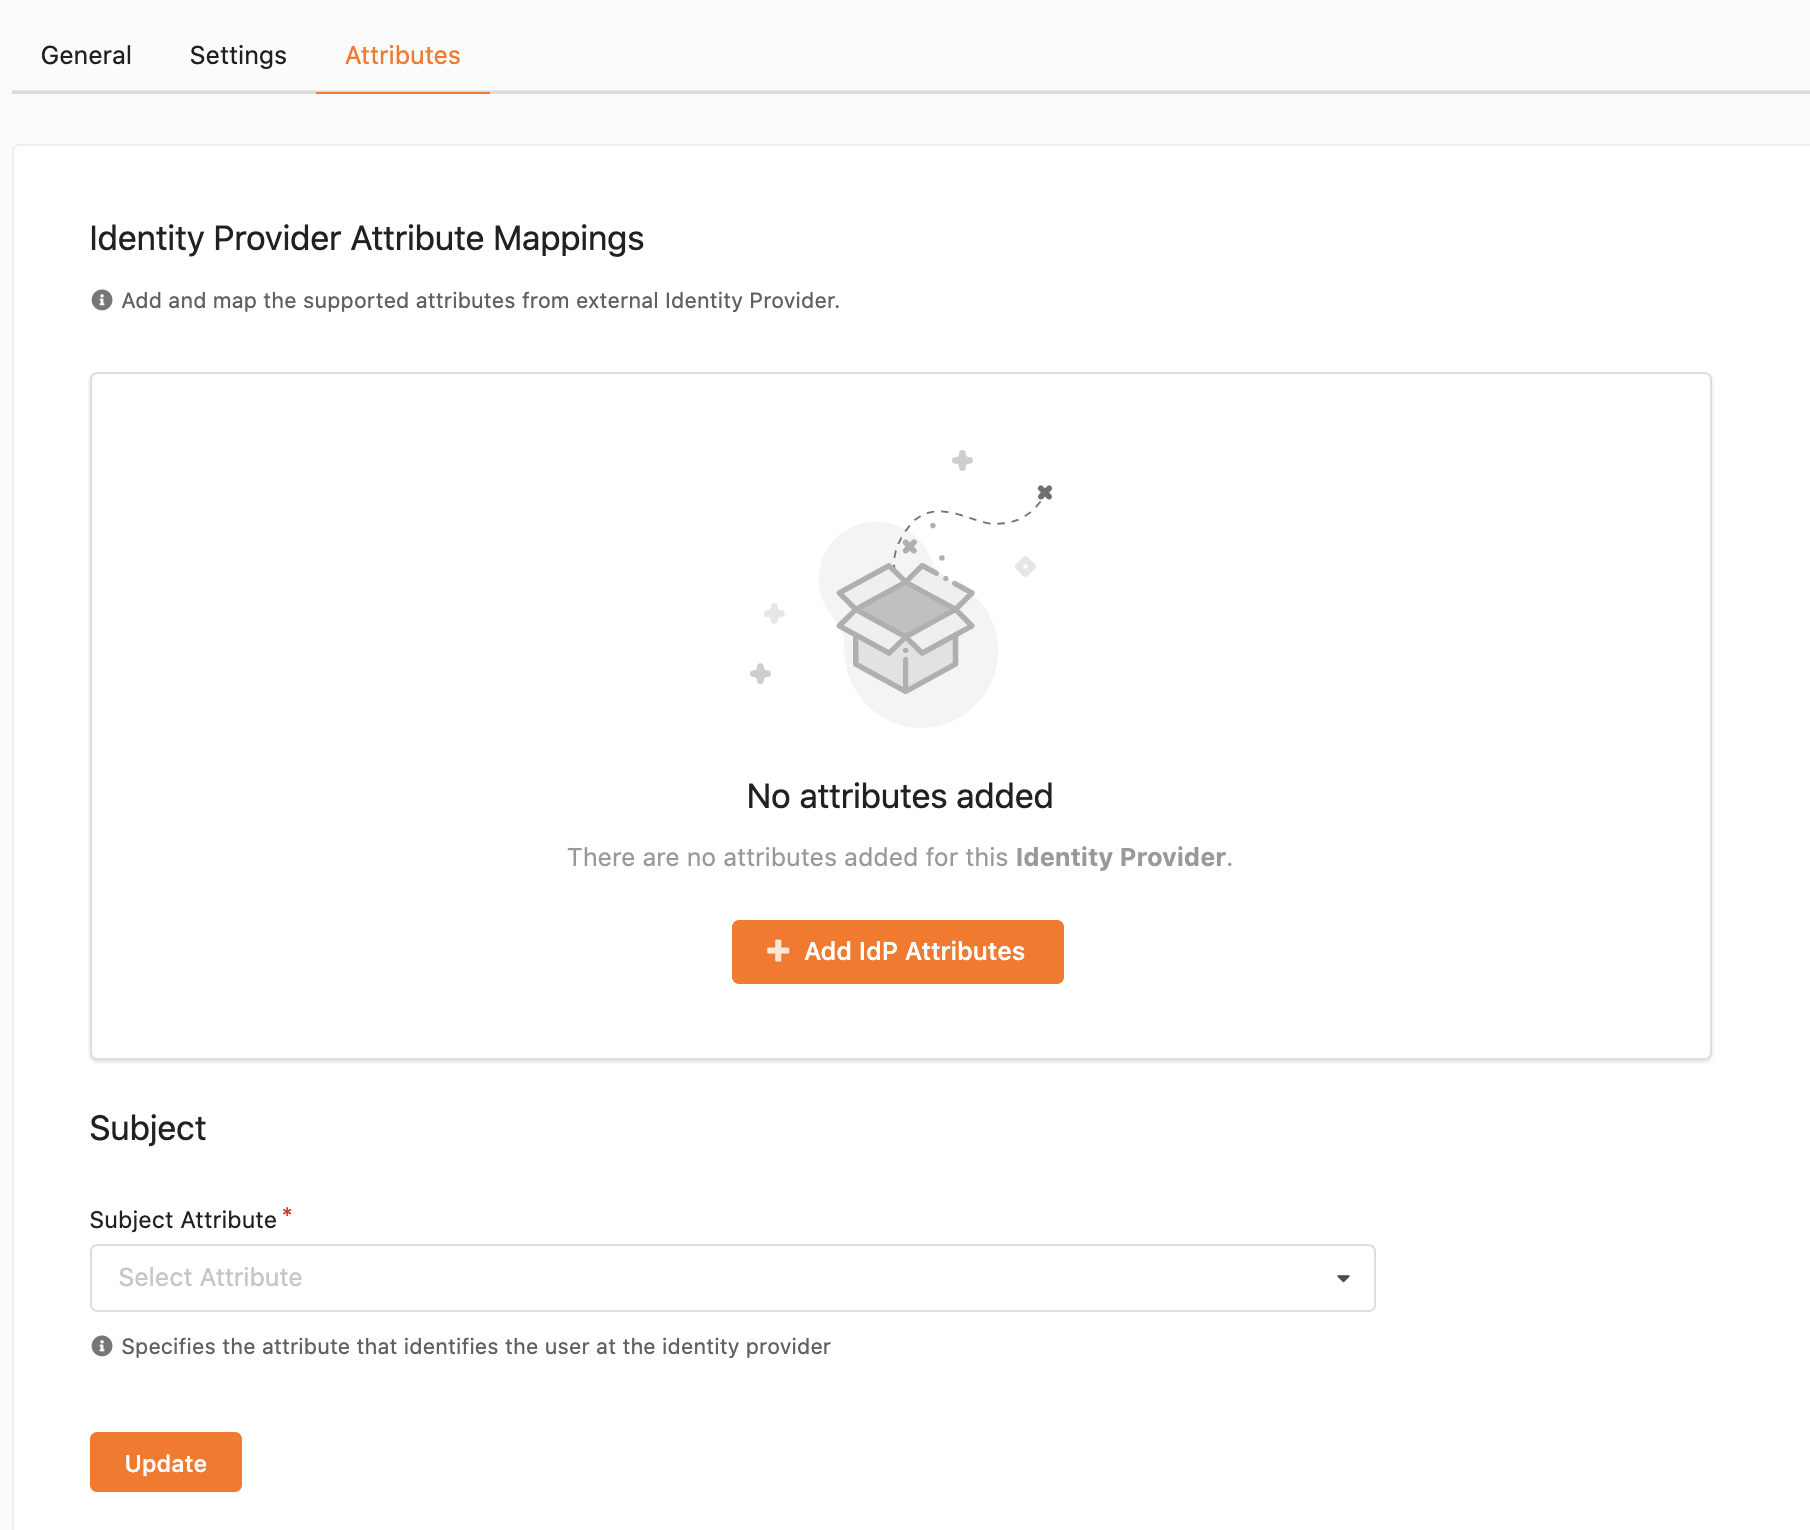 General
Settings
Attributes
Identity Provider Attribute Mappings
Add and map the supported attributes from external Identity Provider.
No attributes added
There are no attributes added for this Identity Provider.
Add IdP Attributes
Subject
Subject Attribute *
Select Attribute
Specifies the attribute that identifies the user at the identity provider
Update